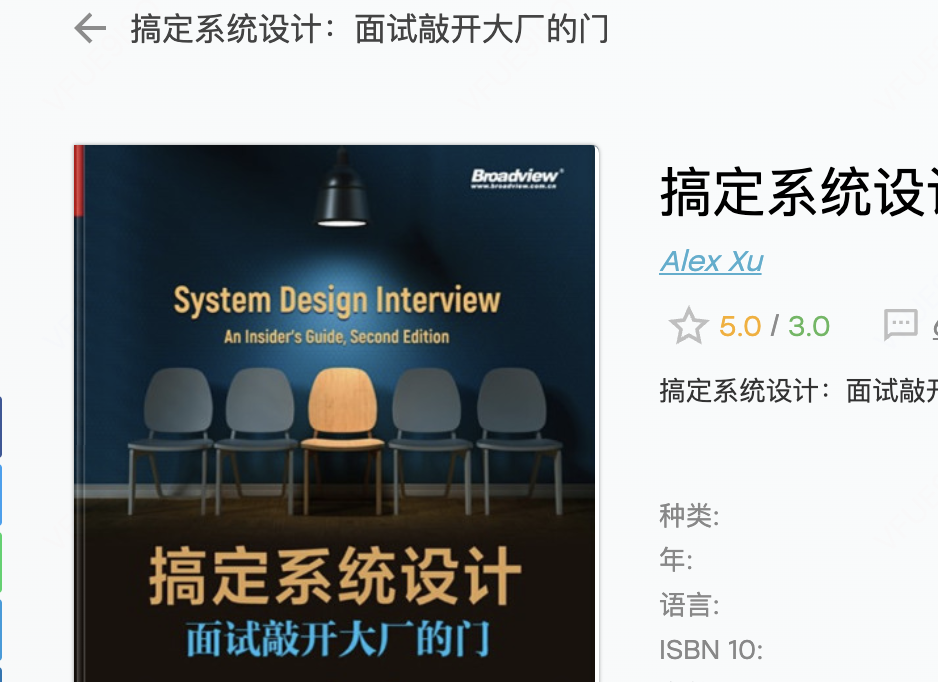 搞定系统设计：面试敲开大厂的门
Broadview
www.broadview.com.cn
System Design Interview
An Insider's Guide, Second Edition
搞定系统设计
面试敲开大厂的门
搞定系统设
Alex Xu
5.0 / 3.0
搞定系统设计：面试敲
种类:
年:
语言:
ISBN 10: